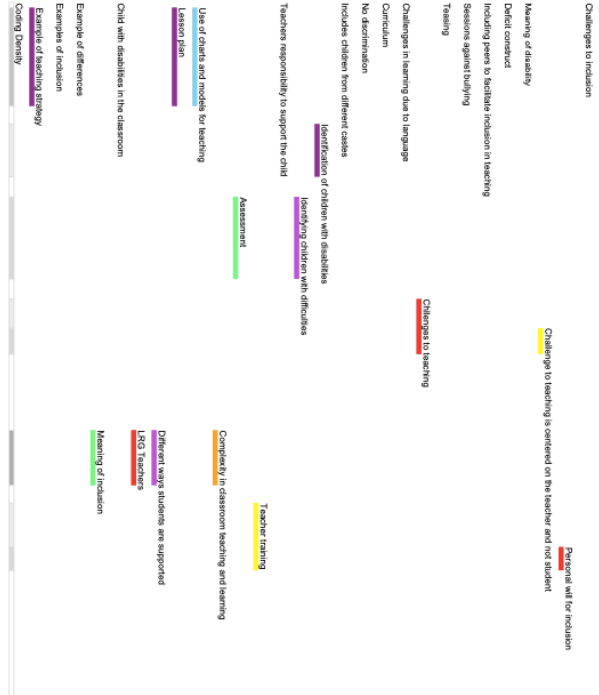 Challenges to inclusion
Personal will for inclusion
Challenge to teaching is centered on the teacher and not student
Meaning of disability
Deficit construct
Including peers to facilitate inclusion in teaching
Sessions against bullying
Teasing
Chllenges to teaching
Challenges in learning due to language
Curriculum
No discrimination
Includes children from different castes
Identification of children with disabilities
Identifying children with difficulties
Teachers responsibility to support the child
Teacher training
Assessment
Complexity in classroom teaching and learning
Use of charts and models for teaching
Lesson plan
Different ways students are supported
LRG Teachers
Child with disabilities in the classroom
Meaning of inclusion
Example of differences
Examples of inclusion
Example of teaching strategy
Coding Density